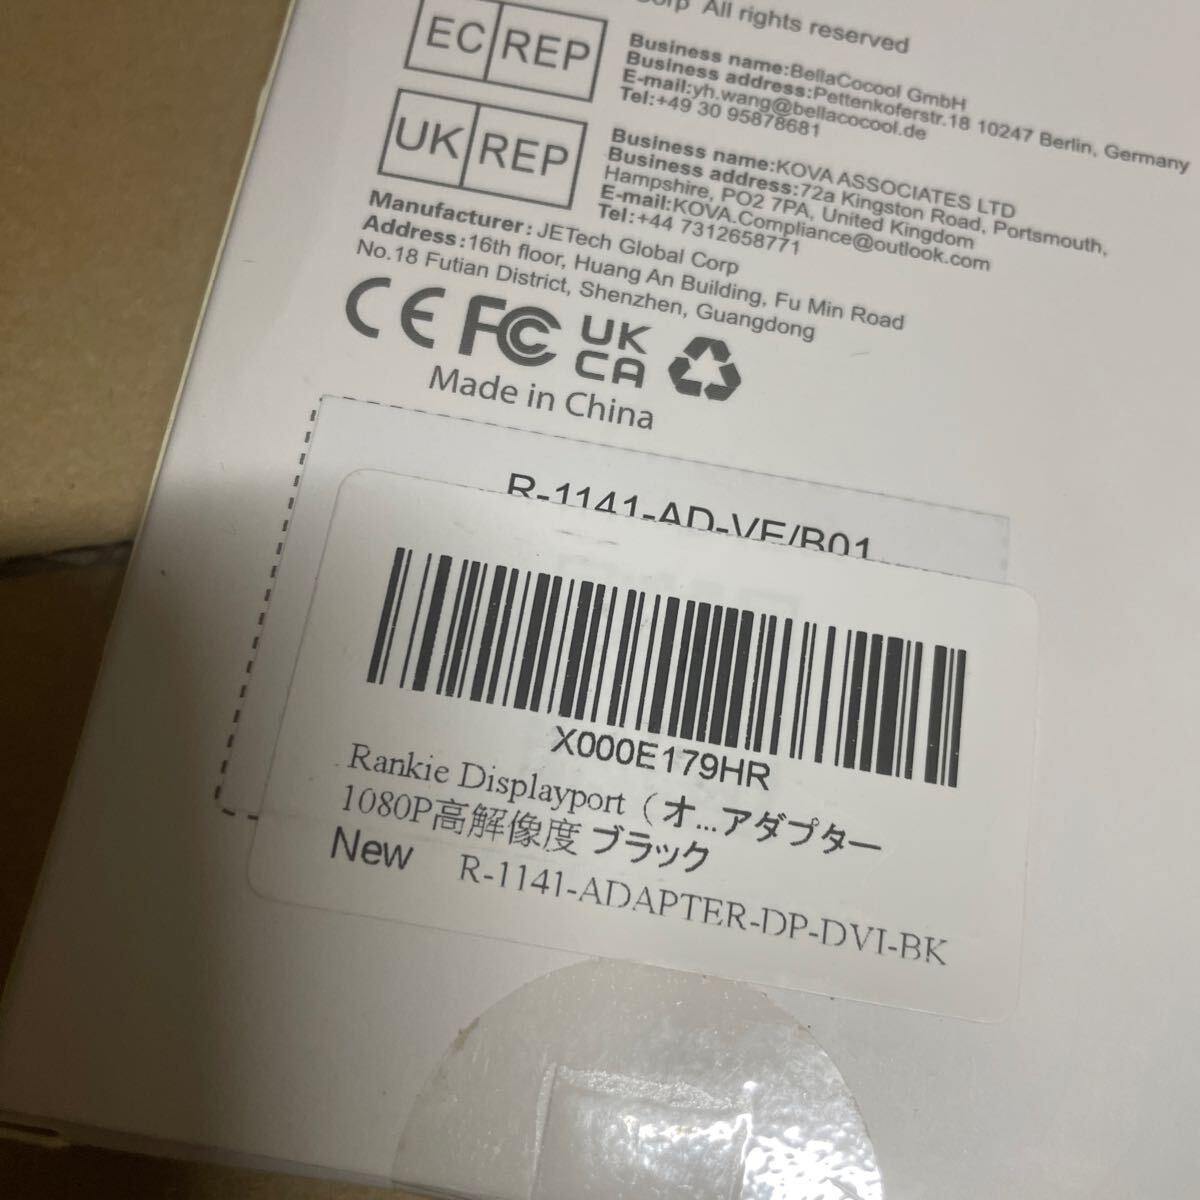 Corp All rights reserved
EC REP
Business name:BellaCocool GmbH
Business address:Pettenkoferstr.18 10247 Berlin, Germany
E-mail:yh.wang@bellacocool.de
Tel:+49 30 95878681
UK REP
Business name:KOVA ASSOCIATES LTD
Business address:72a Kingston Road, Portsmouth,
Hampshire, PO2 7PA, United Kingdom
E-mail:KOVA.Compliance@outlook.com
Tel:+44 7312658771
Manufacturer:JETech Global Corp
Address:16th floor, Huang An Building, Fu Min Road
No.18 Futian District, Shenzhen, Guangdong
CE FC UK CA
Made in China
R-1141-AD-VE/B01
X000E179HR
Rankie Displayport（オ...アダプター
1080P高解像度 ブラック
New R-1141-ADAPTER-DP-DVI-BK